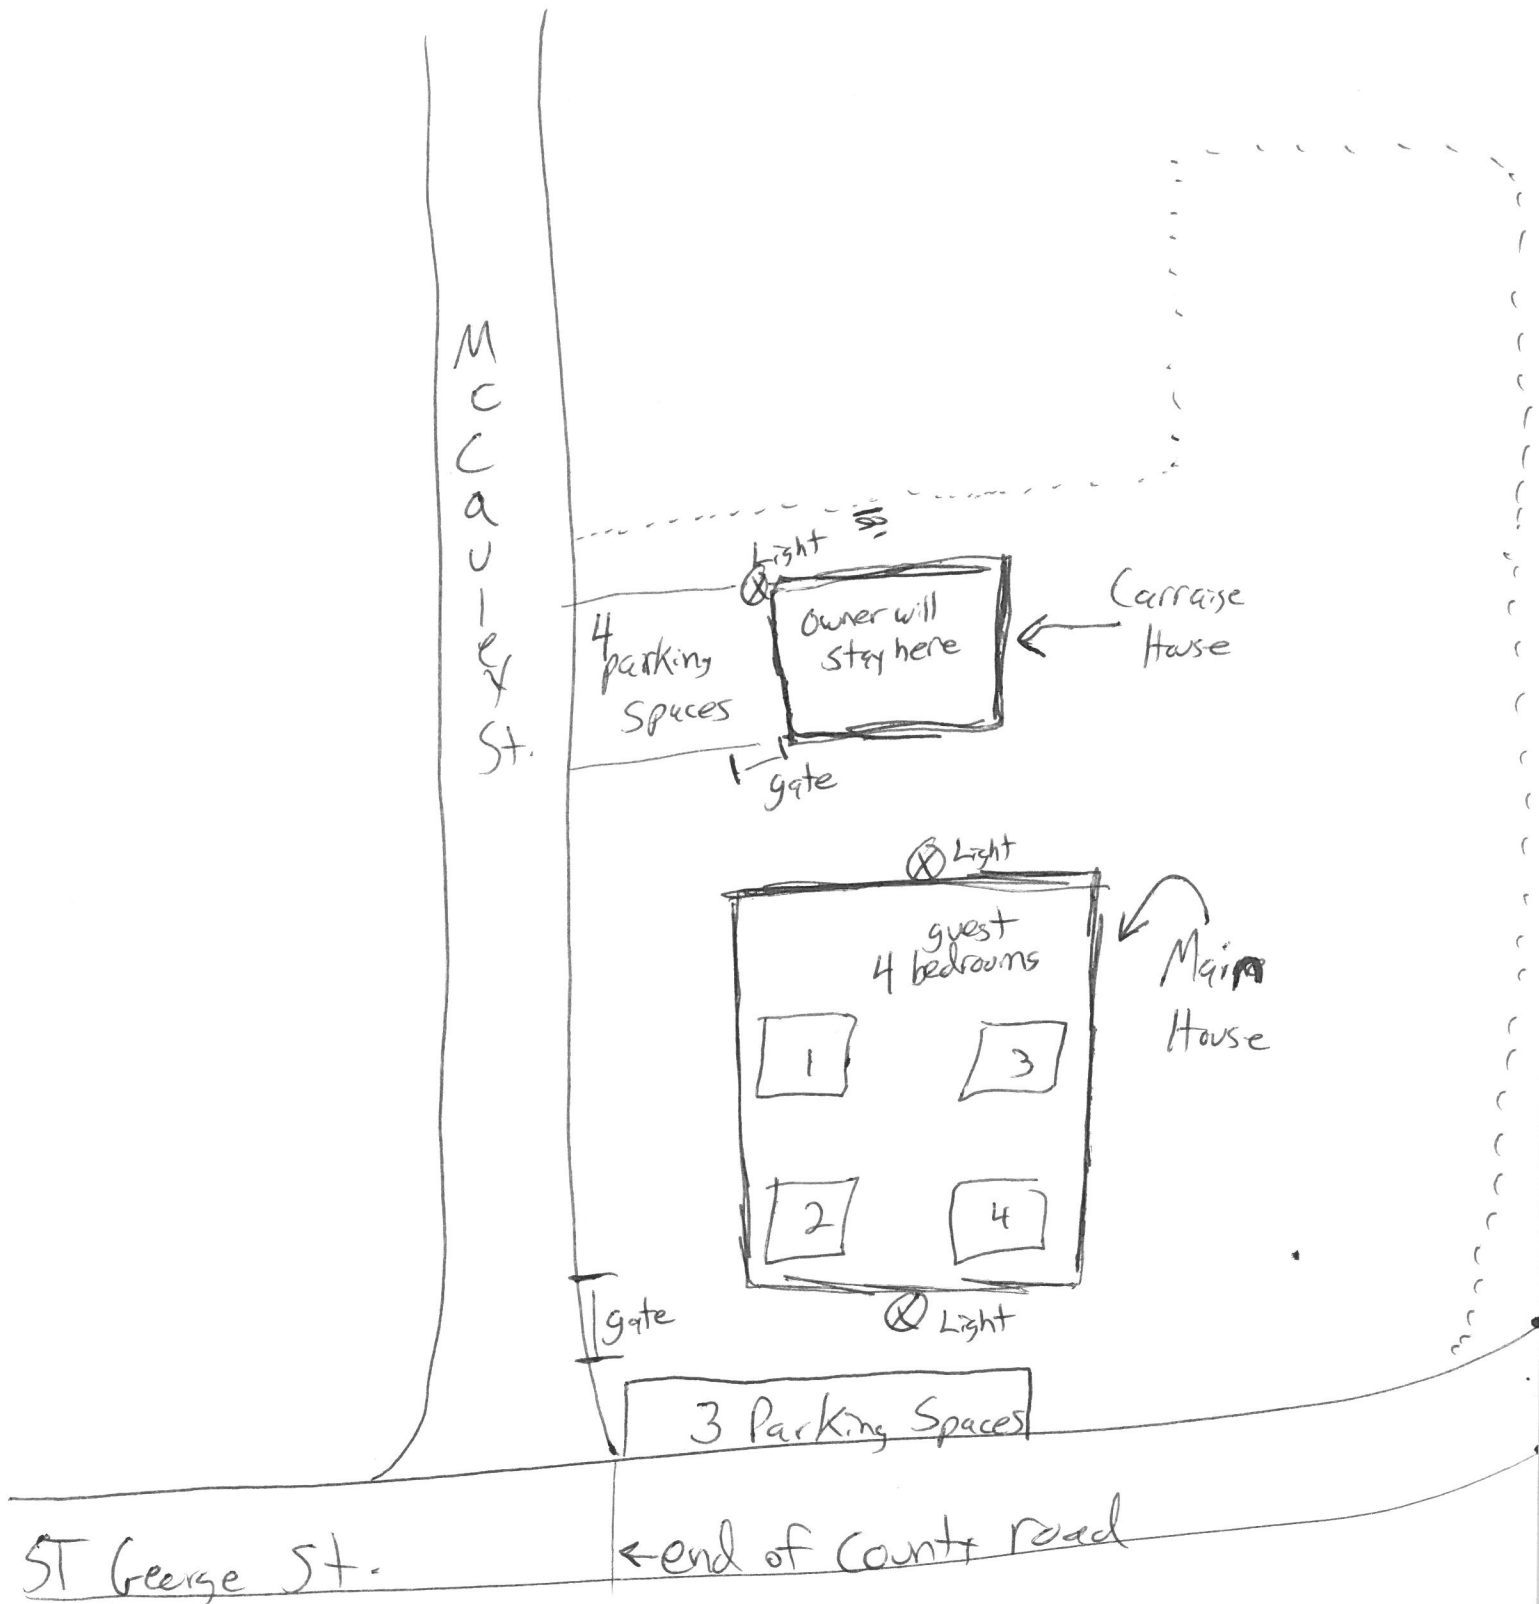 McCauley St.
Light
Owner will
stay here
Carraige
House
4
parking
Spaces
gate
Light
guest
4 bedrooms
Main
House
1
3
2
4
gate
Light
3 Parking Spaces
ST George St.
←end of County road